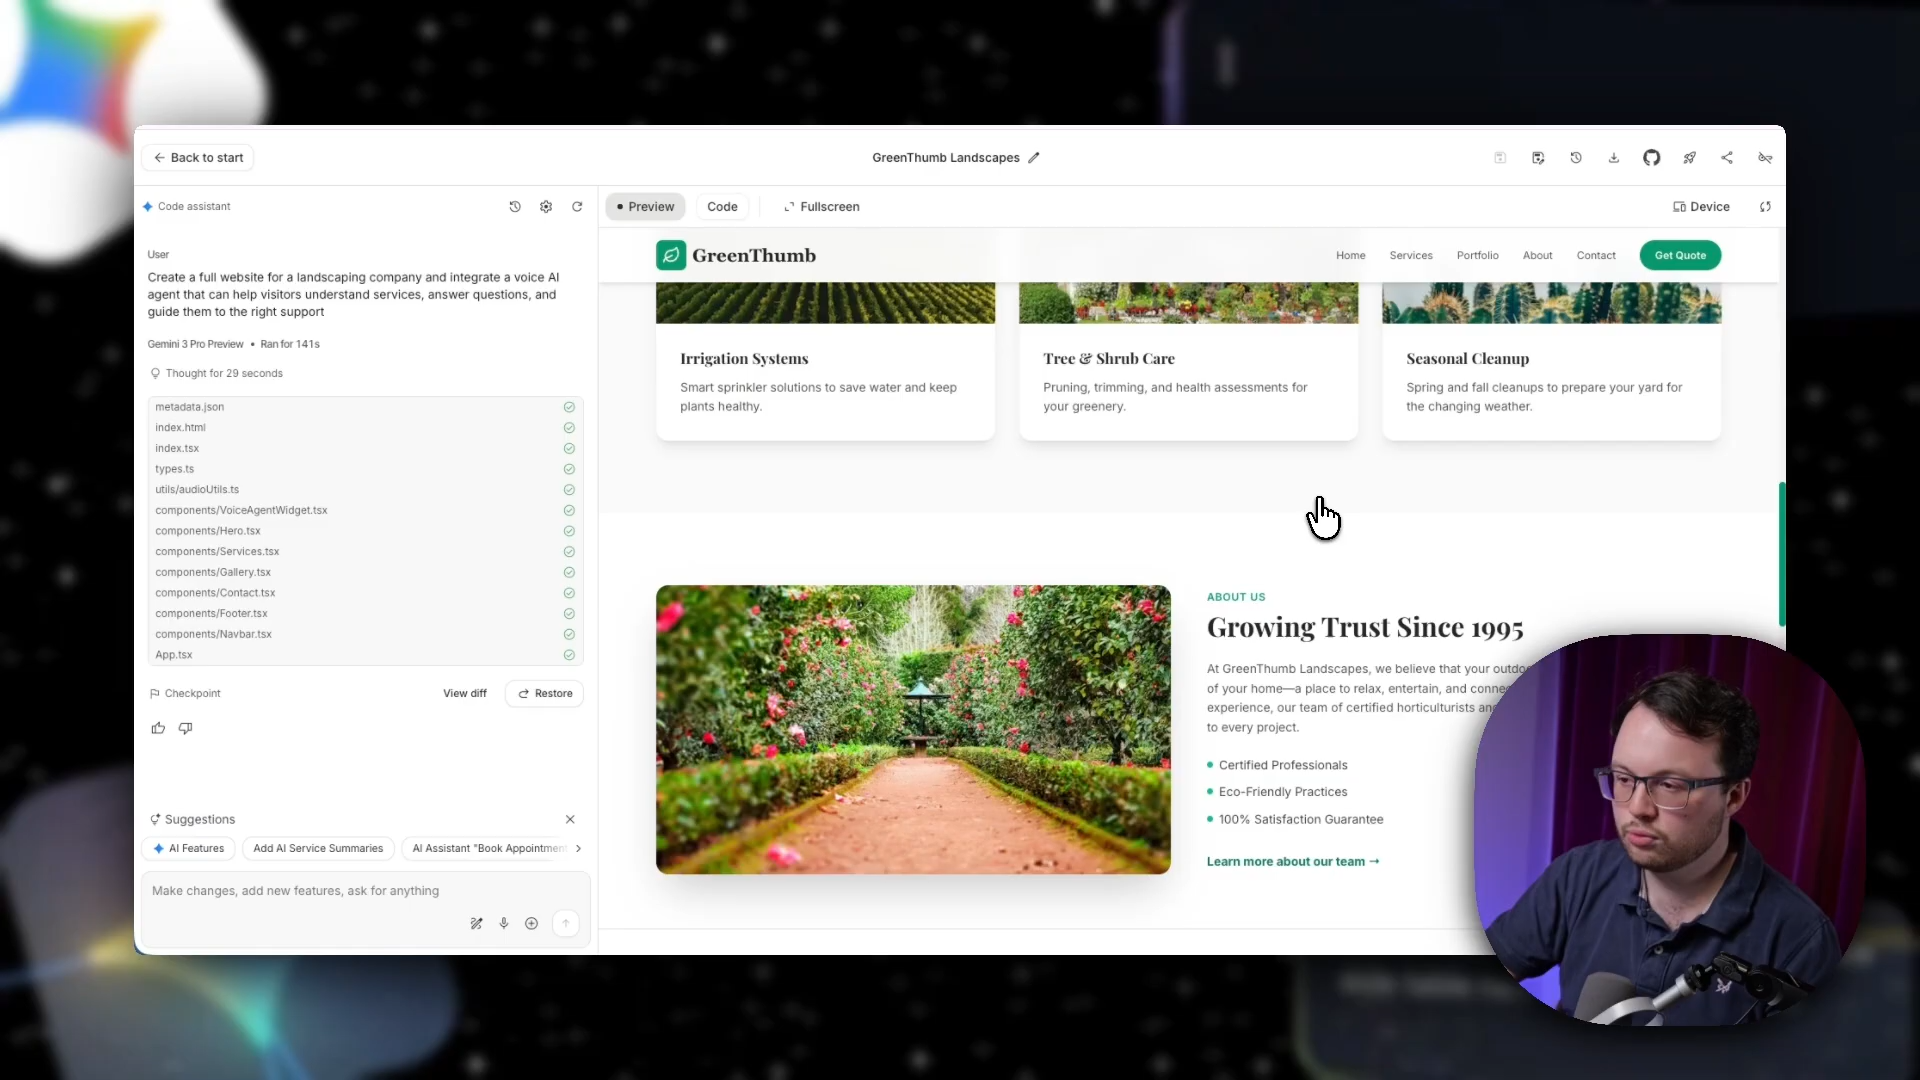 Back to start
GreenThumb Landscapes
Code assistant
User
Create a full website for a landscaping company and integrate a voice AI
agent that can help visitors understand services, answer questions, and
guide them to the right support
Gemini 3 Pro Preview • Ran for 141s
Thought for 29 seconds
metadata.json
index.html
index.tsx
types.ts
utils/audioUtils.ts
components/VoiceAgentWidget.tsx
components/Hero.tsx
components/Services.tsx
components/Gallery.tsx
components/Contact.tsx
components/Footer.tsx
components/Navbar.tsx
App.tsx
Checkpoint
View diff
Restore
Suggestions
AI Features
Add AI Service Summaries
AI Assistant "Book Appointmen
Make changes, add new features, ask for anything
Preview
Code
Fullscreen
Device
GreenThumb
Home
Services
Portfolio
About
Contact
Get Quote
Irrigation Systems
Smart sprinkler solutions to save water and keep
plants healthy.
Tree & Shrub Care
Pruning, trimming, and health assessments for
your greenery.
Seasonal Cleanup
Spring and fall cleanups to prepare your yard for
the changing weather.
ABOUT US
Growing Trust Since 1995
At GreenThumb Landscapes, we believe that your
of your home—a place to relax, entertain, and
experience, our team of certified horticulturists
to every project.
• Certified Professionals
• Eco-Friendly Practices
• 100% Satisfaction Guarantee
Learn more about our team →